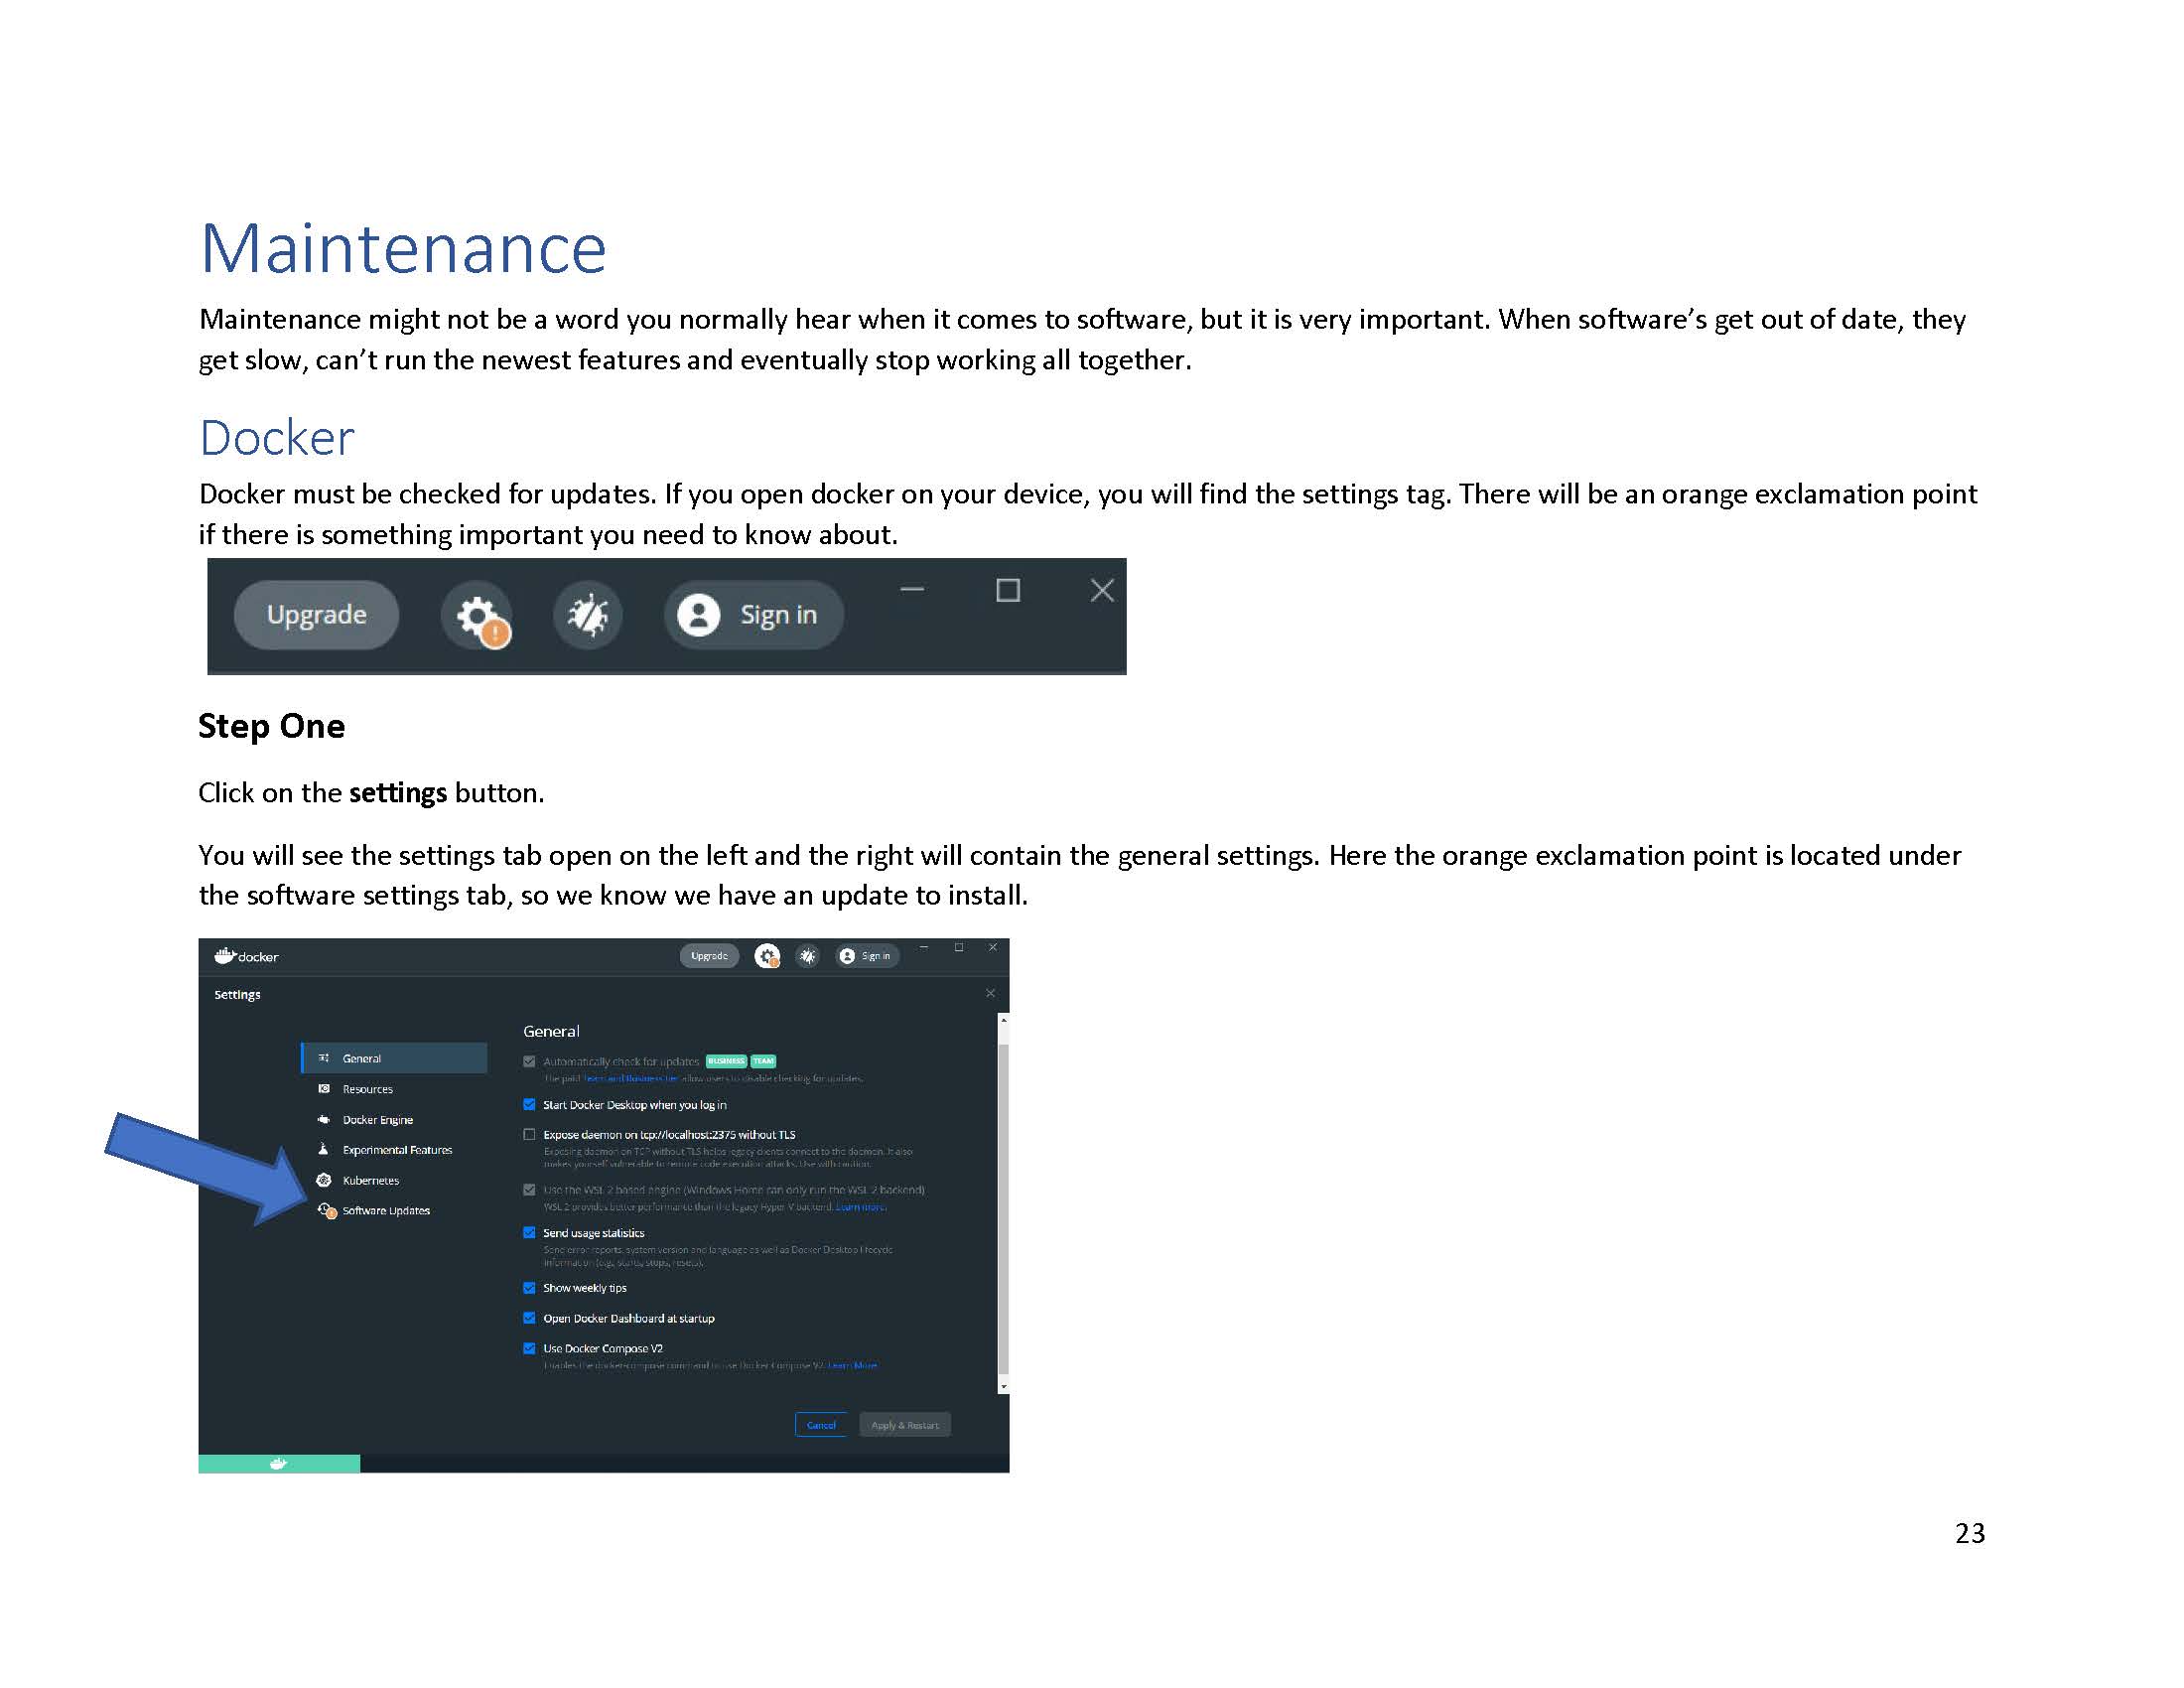 Maintenance
Maintenance might not be a word you normally hear when it comes to software, but it is very important. When software’s get out of date, they
get slow, can’t run the newest features and eventually stop working all together.
Docker
Docker must be checked for updates. If you open docker on your device, you will find the settings tag. There will be an orange exclamation point
if there is something important you need to know about.
Upgrade Sign in
Step One
Click on the settings button.
You will see the settings tab open on the left and the right will contain the general settings. Here the orange exclamation point is located under
the software settings tab, so we know we have an update to install.
docker Upgrade Sign in
Settings
General
Resources
Docker Engine
Experimental Features
Kubernetes
Software Updates
General
Automatically check for updates BUSINESS TEAM
The paid Team and Business tier allow users to disable checking for updates.
Start Docker Desktop when you log in
Expose daemon on tcp://localhost:2375 without TLS
Exposing daemon on TCP without TLS helps legacy clients connect to the daemon. It also
makes yourself vulnerable to remote code execution attacks. Use with caution.
Use the WSL 2 based engine (Windows Home can only run the WSL 2 backend)
WSL 2 provides better performance than the legacy Hyper-V backend. Learn more.
Send usage statistics
Send error reports, system version and language as well as Docker Desktop lifecycle
information (e.g., starts, stops, resets).
Show weekly tips
Open Docker Dashboard at startup
Use Docker Compose V2
Enables the docker-compose command to use Docker Compose V2. Learn More
Cancel Apply & Restart
23